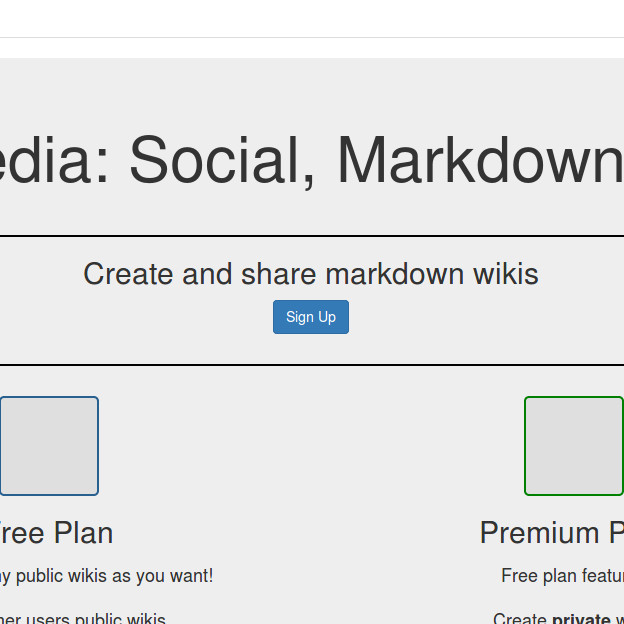 edia: Social, Markdown
Create and share markdown wikis
Sign Up
ree Plan
Premium P
y public wikis as you want!
Free plan featu
her users public wikis
Create private w